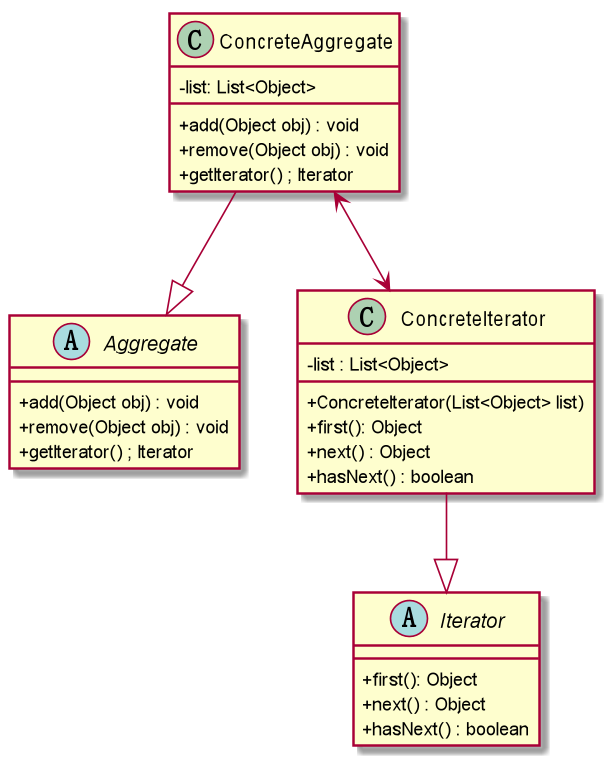 C ConcreteAggregate
-list: List<Object>
+add(Object obj) : void
+remove(Object obj) : void
+getIterator() ; Iterator
A Aggregate
+add(Object obj) : void
+remove(Object obj) : void
+getIterator() ; Iterator
C ConcreteIterator
-list : List<Object>
+ConcreteIterator(List<Object> list)
+first(): Object
+next() : Object
+hasNext() : boolean
A Iterator
+first(): Object
+next() : Object
+hasNext() : boolean